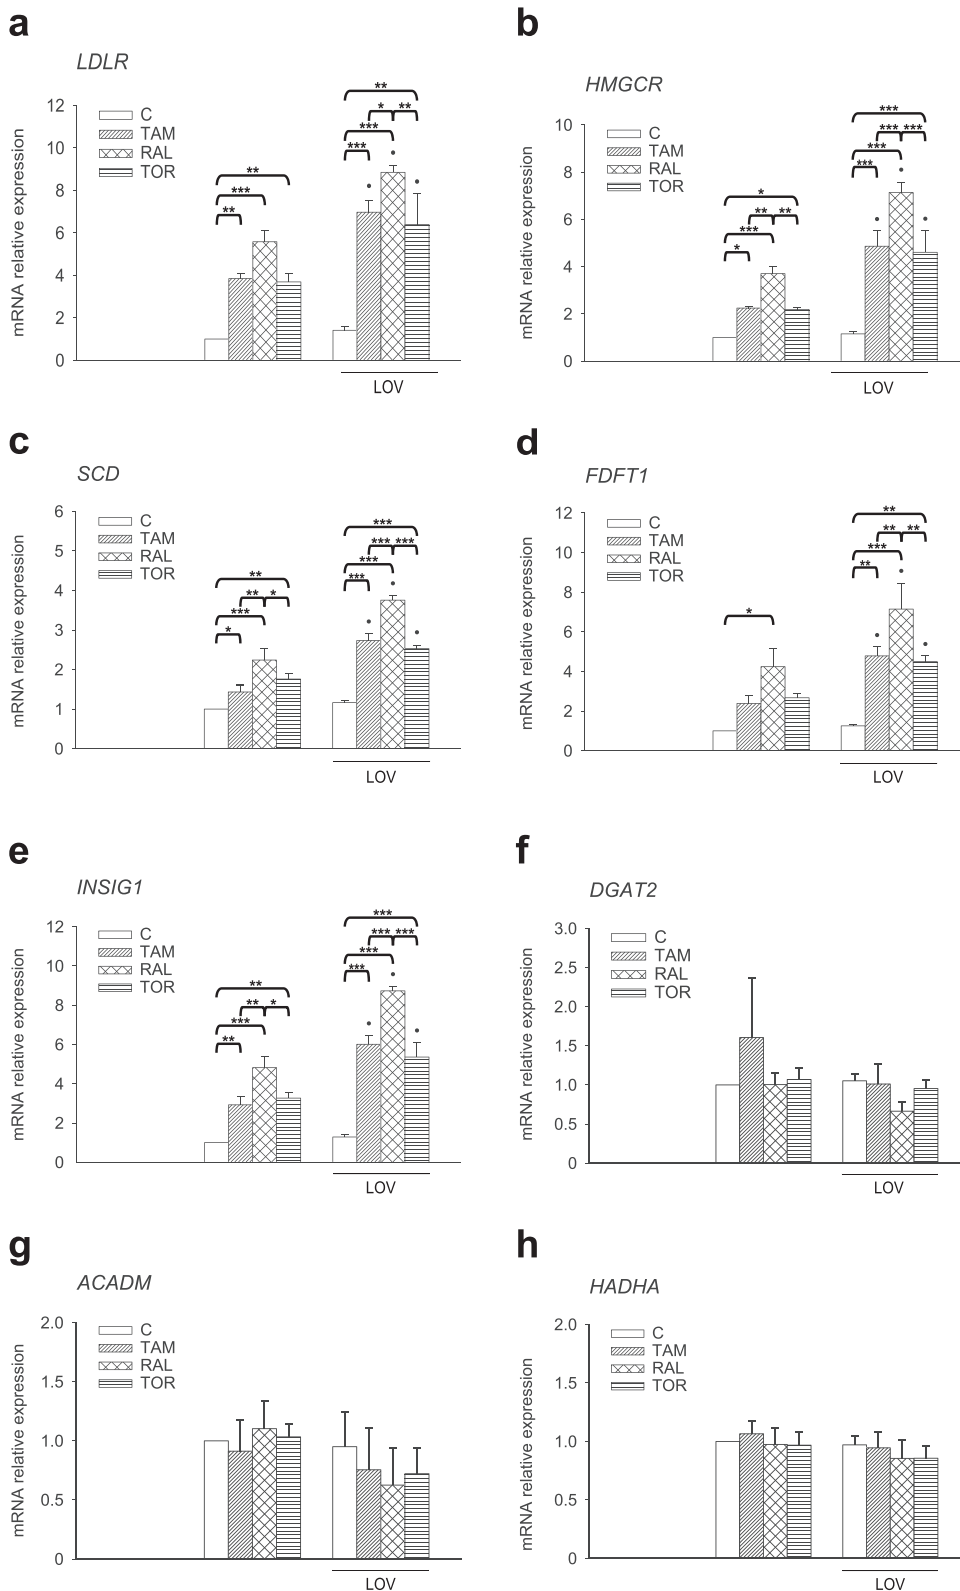 a
LDLR
mRNA relative expression
12
10
8
6
4
2
0
C
TAM
RAL
TOR
**
***
**
**
* **
***
***
• • •
LOV
b
HMGCR
mRNA relative expression
10
8
6
4
2
0
C
TAM
RAL
TOR
*
** **
***
*
***
*** ***
***
***
• • •
LOV
c
SCD
mRNA relative expression
6
5
4
3
2
1
0
C
TAM
RAL
TOR
**
** *
***
*
***
*** ***
***
***
• • •
LOV
d
FDFT1
mRNA relative expression
12
10
8
6
4
2
0
C
TAM
RAL
TOR
*
**
** **
***
**
• • •
LOV
e
INSIG1
mRNA relative expression
12
10
8
6
4
2
0
C
TAM
RAL
TOR
**
** *
***
**
***
*** ***
***
***
• • •
LOV
f
DGAT2
mRNA relative expression
3.0
2.5
2.0
1.5
1.0
0.5
0
C
TAM
RAL
TOR
LOV
g
ACADM
mRNA relative expression
2.0
1.5
1.0
0.5
0
C
TAM
RAL
TOR
LOV
h
HADHA
mRNA relative expression
2.0
1.5
1.0
0.5
0
C
TAM
RAL
TOR
LOV